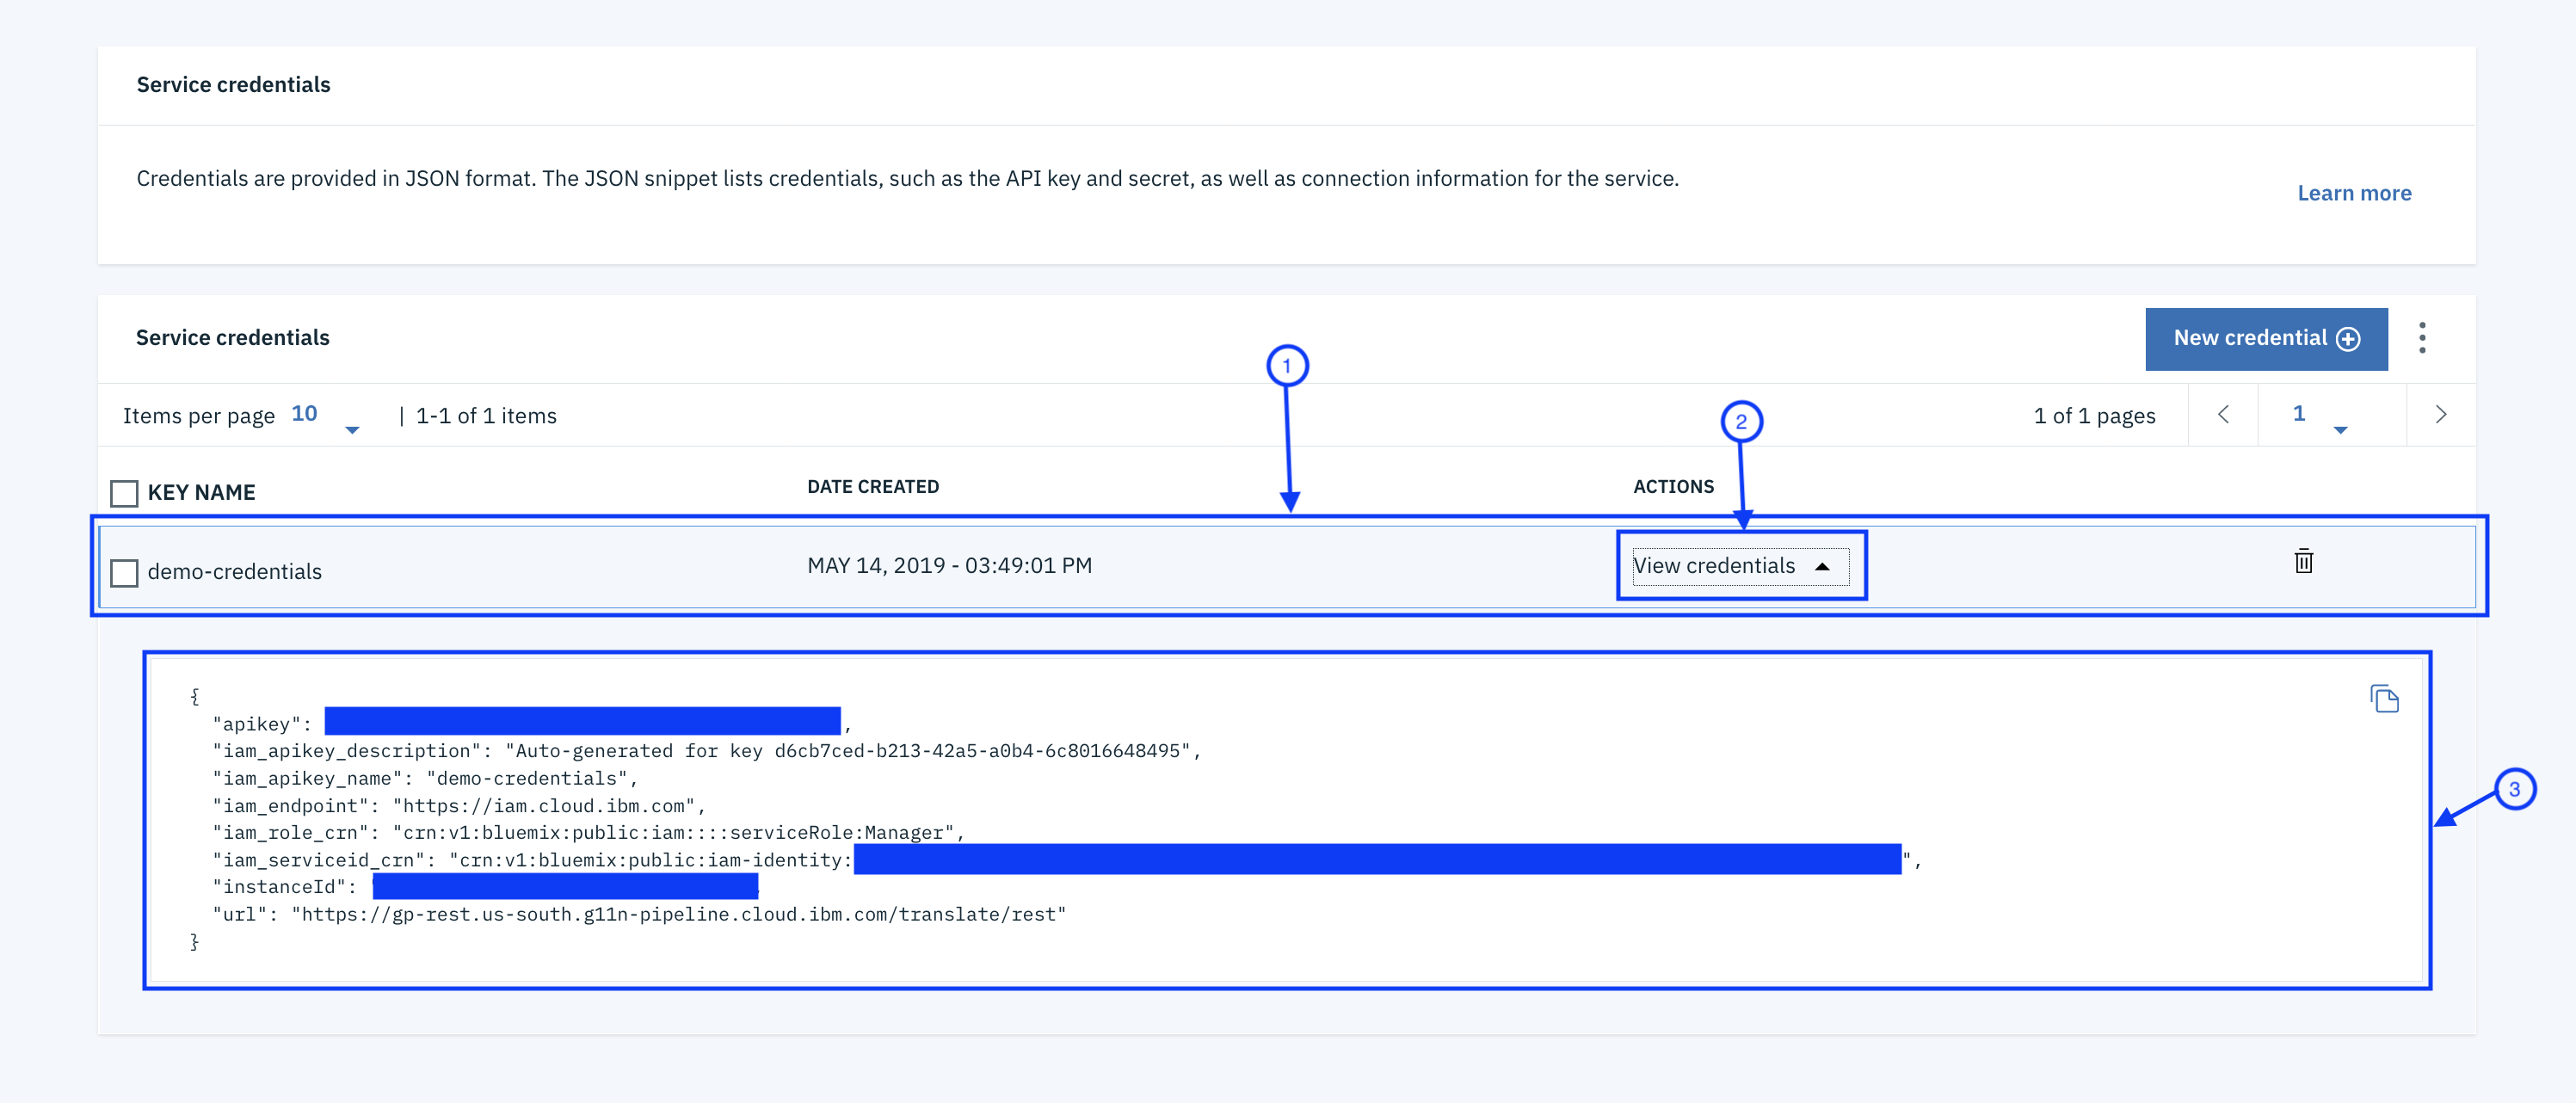 Service credentials
Credentials are provided in JSON format. The JSON snippet lists credentials, such as the API key and secret, as well as connection information for the service.
Learn more
Service credentials
New credential
1
Items per page 10 | 1-1 of 1 items
2
1 of 1 pages
1
KEY NAME
DATE CREATED
ACTIONS
demo-credentials
MAY 14, 2019 - 03:49:01 PM
View credentials
{
"apikey": ,
"iam_apikey_description": "Auto-generated for key d6cb7ced-b213-42a5-a0b4-6c8016648495",
"iam_apikey_name": "demo-credentials",
"iam_endpoint": "https://iam.cloud.ibm.com",
"iam_role_crn": "crn:v1:bluemix:public:iam::::serviceRole:Manager",
"iam_serviceid_crn": "crn:v1:bluemix:public:iam-identity: ",
"instanceId":
"url": "https://gp-rest.us-south.g11n-pipeline.cloud.ibm.com/translate/rest"
}
3